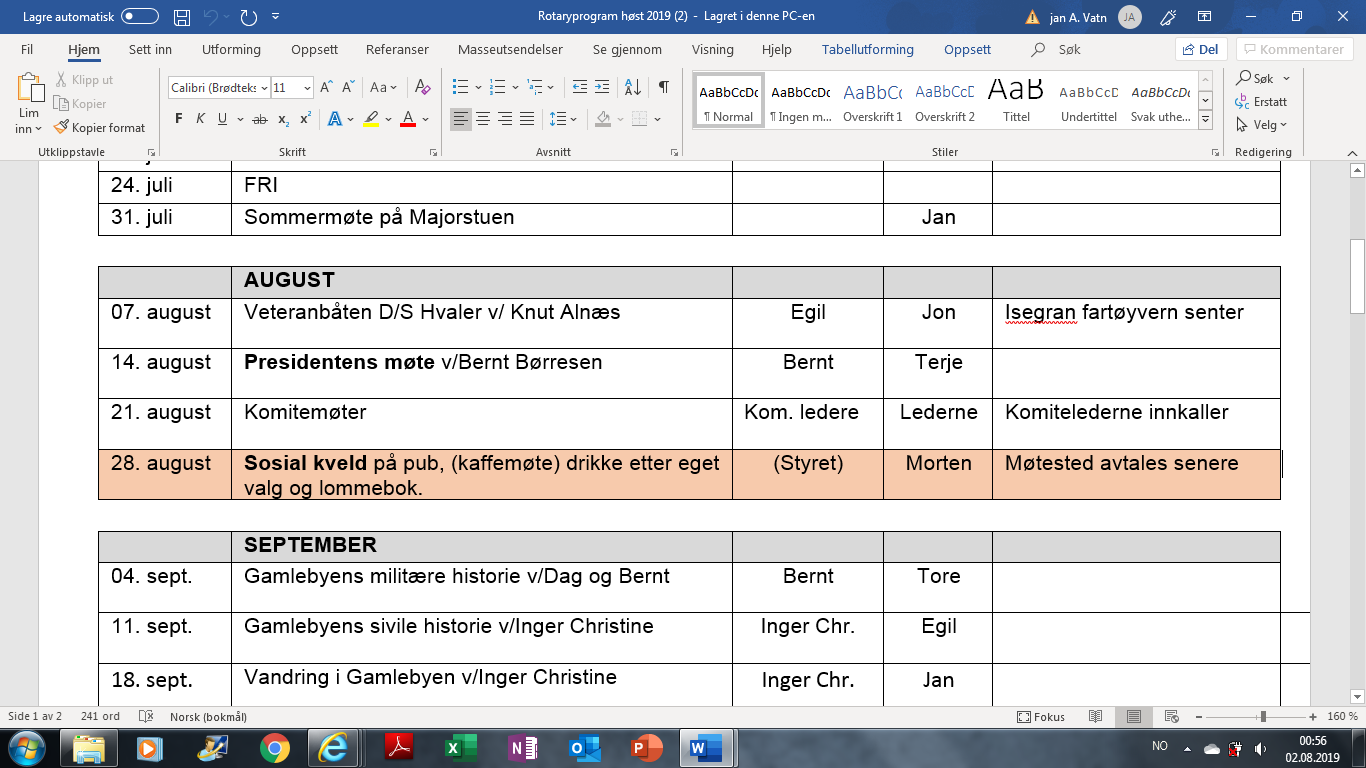 Lagre automatisk
Rotaryprogram høst 2019 (2) - Lagret i denne PC-en
jan A. Vatn
JA
Fil Hjem Sett inn Utforming Oppsett Referanser Masseutsendelser Se gjennom Visning Hjelp Tabellutforming Oppsett Søk Del Kommentarer
Lim inn
Klipp ut
Kopier
Kopier format
Utklippstavle
Calibri (Brødteks 11
F K U ab x₂ x² A A
Skrift
Avsnitt
AaBbCcDc AaBbCcDc AaBbCc AaBbCcD AaB AaBbCcD AaBbCcDc
¶ Normal ¶ Ingen m... Overskrift 1 Overskrift 2 Tittel Undertittel Svak uthe...
Stiler
Søk
Erstatt
Velg
Redigering
24. juli FRI
31. juli Sommermøte på Majorstuen Jan
AUGUST
07. august Veteranbåten D/S Hvaler v/ Knut Alnæs Egil Jon Isegran fartøyvern senter
14. august Presidentens møte v/Bernt Børresen Bernt Terje
21. august Komitemøter Kom. ledere Lederne Komitelederne innkaller
28. august Sosial kveld på pub, (kaffemøte) drikke etter eget (Styret) Morten Møtested avtales senere
valg og lommebok.
SEPTEMBER
04. sept. Gamlebyens militære historie v/Dag og Bernt Bernt Tore
11. sept. Gamlebyens sivile historie v/Inger Christine Inger Chr. Egil
18. sept. Vandring i Gamlebyen v/Inger Christine Inger Chr. Jan
Side 1 av 2 241 ord Norsk (bokmål) Fokus 160 %
NO
00:56
02.08.2019